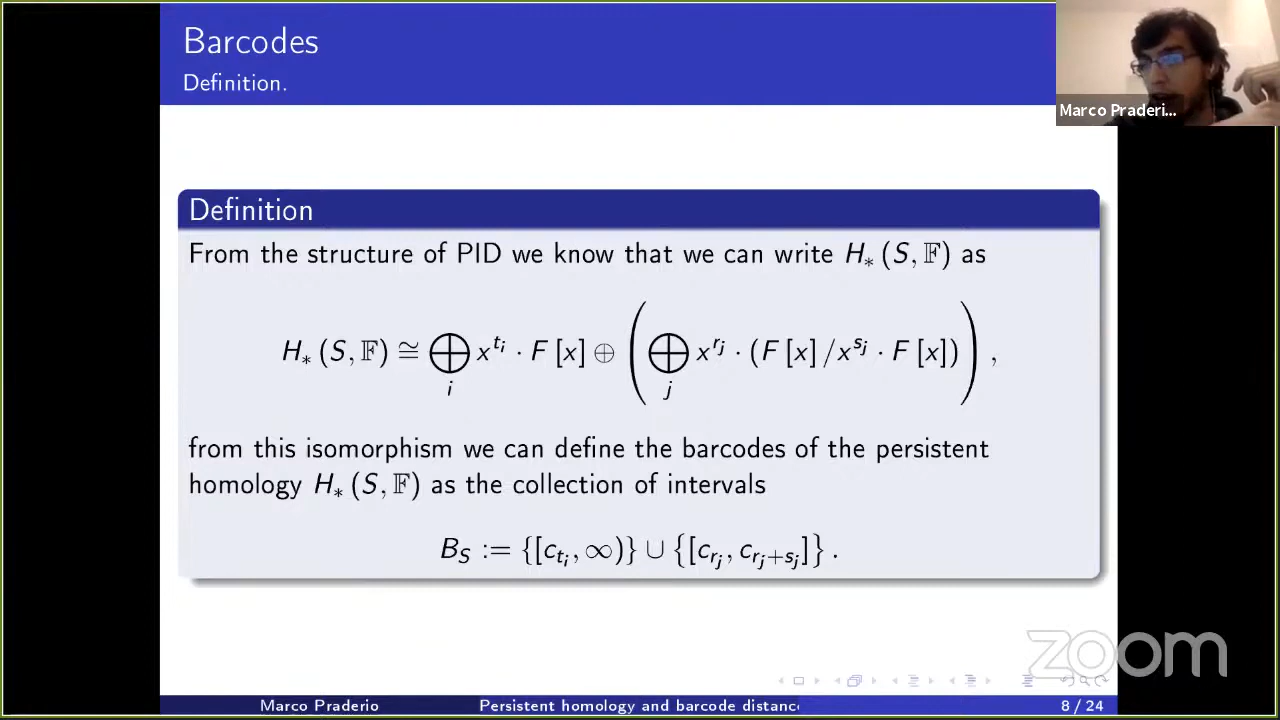 Barcodes
Definition.
Marco Praderi...
Definition
From the structure of PID we know that we can write H_* (S, 𝔽) as
H_* (S, 𝔽) ≅ ⨁_i x^{t_i} · F [x] ⊕ ( ⨁_j x^{r_j} · (F [x] /x^{s_j} · F [x]) ) ,
from this isomorphism we can define the barcodes of the persistent
homology H_* (S, 𝔽) as the collection of intervals
B_S := {[c_{t_i}, ∞)} ∪ {[c_{r_j}, c_{r_j+s_j}]} .
zoom
Marco Praderio Persistent homology and barcode distanc 8 / 24